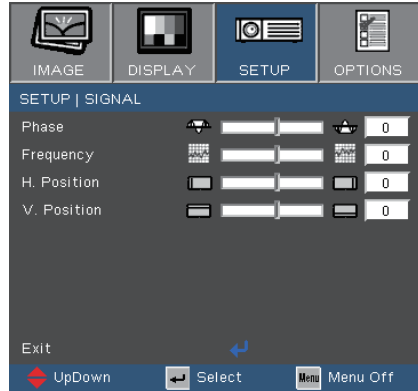 IMAGE DISPLAY SETUP OPTIONS
SETUP | SIGNAL
Phase 0
Frequency 0
H. Position 0
V. Position 0
Exit
UpDown Select Menu Menu Off